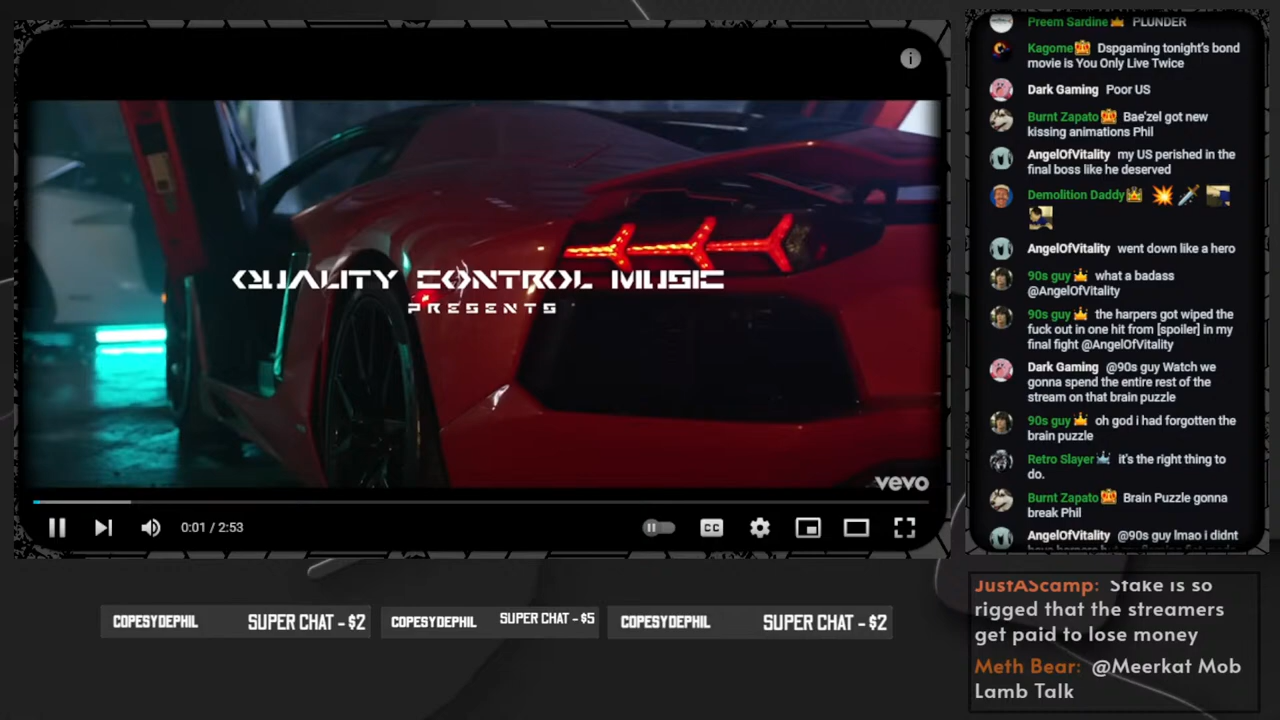 QUALITY CONTROL MUSIC
PRESENTS
vevo
0:01 / 2:53
CC
COPESYDEPHIL SUPER CHAT - $2
COPESYDEPHIL SUPER CHAT - $5
COPESYDEPHIL SUPER CHAT - $2
Preem Sardine PLUNDER
Kagome Dspgaming tonight's bond
movie is You Only Live Twice
Dark Gaming Poor US
Burnt Zapato Bae'zel got new
kissing animations Phil
AngelOfVitality my US perished in the
final boss like he deserved
Demolition Daddy
AngelOfVitality went down like a hero
90s guy what a badass
@AngelOfVitality
90s guy the harpers got wiped the
fuck out in one hit from [spoiler] in my
final fight @AngelOfVitality
Dark Gaming @90s guy Watch we
gonna spend the entire rest of the
stream on that brain puzzle
90s guy oh god i had forgotten the
brain puzzle
Retro Slayer it's the right thing to
do.
Burnt Zapato Brain Puzzle gonna
break Phil
AngelOfVitality @90s guy lmao i didnt
JustAScamp: Stake is so
rigged that the streamers
get paid to lose money
Meth Bear: @Meerkat Mob
Lamb Talk